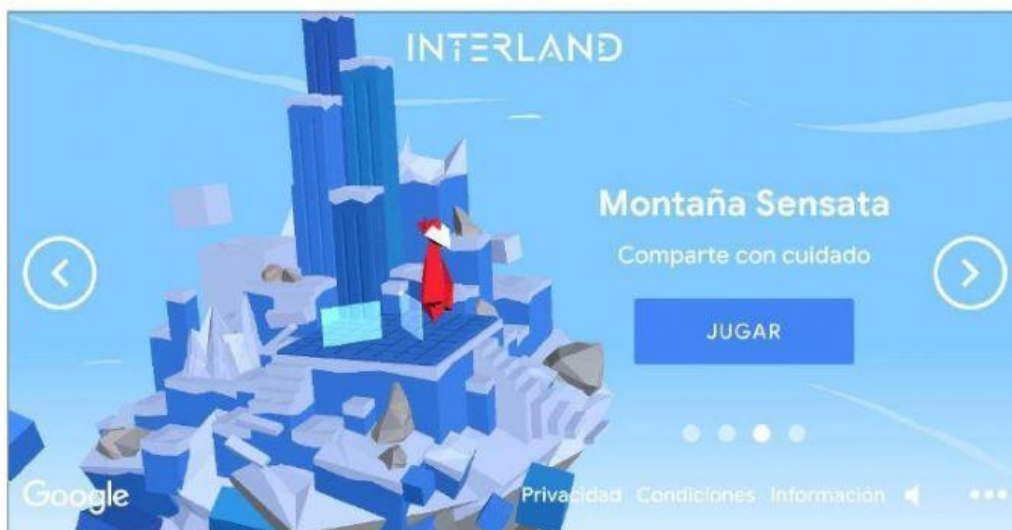 INTERLAND
Montaña Sensata
Comparte con cuidado
JUGAR
Google
Privacidad Condiciones Información